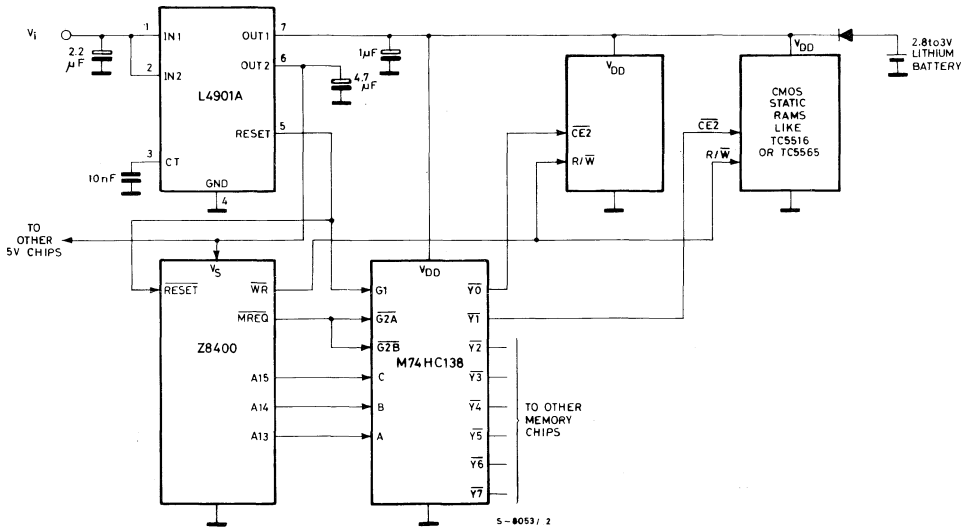 Vi
2.2
µF
1
IN1
2
IN2
L4901A
OUT1
7
OUT2
6
RESET
5
3
CT
10nF
GND
4
4.7
µF
1µF
VDD
CE2
R/W
VDD
CMOS
STATIC
RAMS
LIKE
TC5516
OR TC5565
CE2
R/W
2.8to3V
LITHIUM
BATTERY
TO
OTHER
5V CHIPS
VS
RESET
WR
MREQ
Z8400
A15
A14
A13
VDD
G1
G2A
G2B
M74HC138
C
B
A
Y0
Y1
Y2
Y3
Y4
Y5
Y6
Y7
TO OTHER
MEMORY
CHIPS
S-8053/2